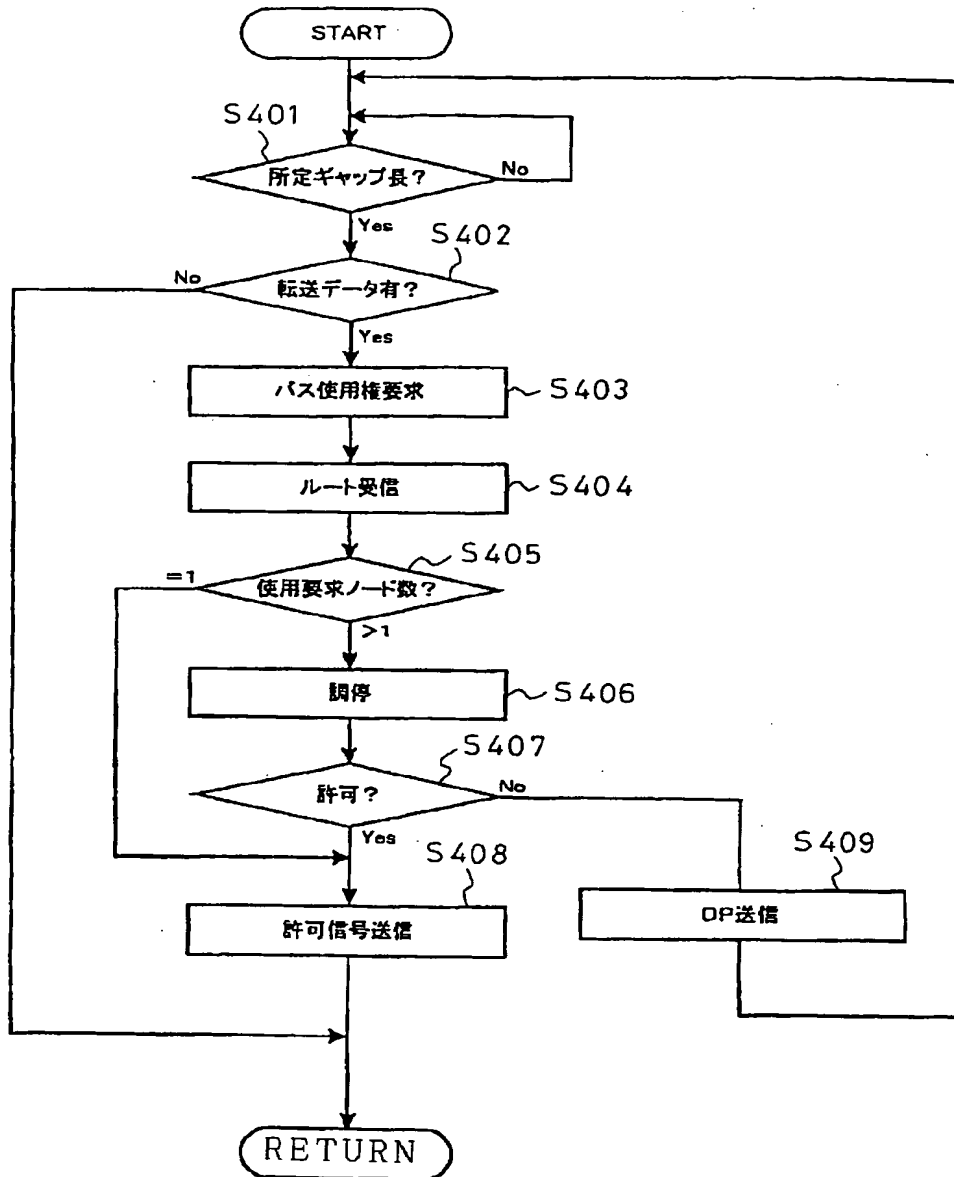 START
S401
所定ギャップ長?
No
Yes
S402
No
転送データ有?
Yes
バス使用権要求
S403
ルート受信
S404
S405
=1
使用要求ノード数?
>1
調停
S406
S407
許可?
No
Yes
S408
許可信号送信
S409
DP送信
RETURN